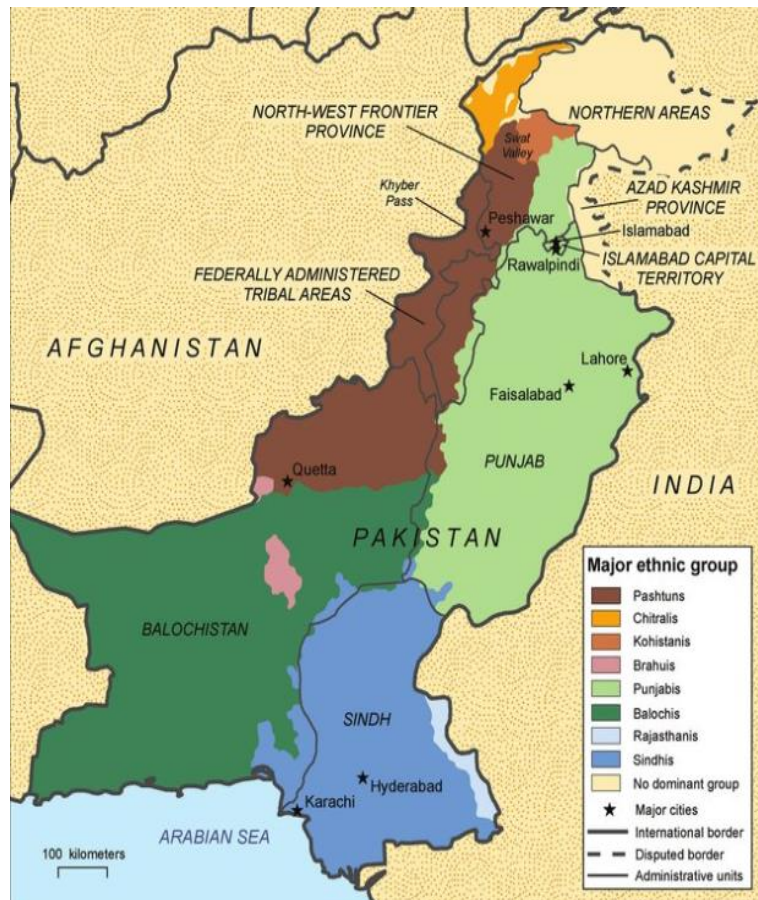 NORTHERN AREAS
NORTH-WEST FRONTIER
PROVINCE
Swat
Valley
Khyber
Pass
AZAD KASHMIR
PROVINCE
Peshawar
Islamabad
ISLAMABAD CAPITAL
TERRITORY
Rawalpindi
FEDERALLY ADMINISTERED
TRIBAL AREAS
AFGHANISTAN
Lahore
Faisalabad
PUNJAB
Quetta
INDIA
PAKISTAN
BALOCHISTAN
SINDH
Hyderabad
Karachi
ARABIAN SEA
100 kilometers
Major ethnic group
Pashtuns
Chitralis
Kohistanis
Brahuis
Punjabis
Balochis
Rajasthanis
Sindhis
No dominant group
Major cities
International border
Disputed border
Administrative units